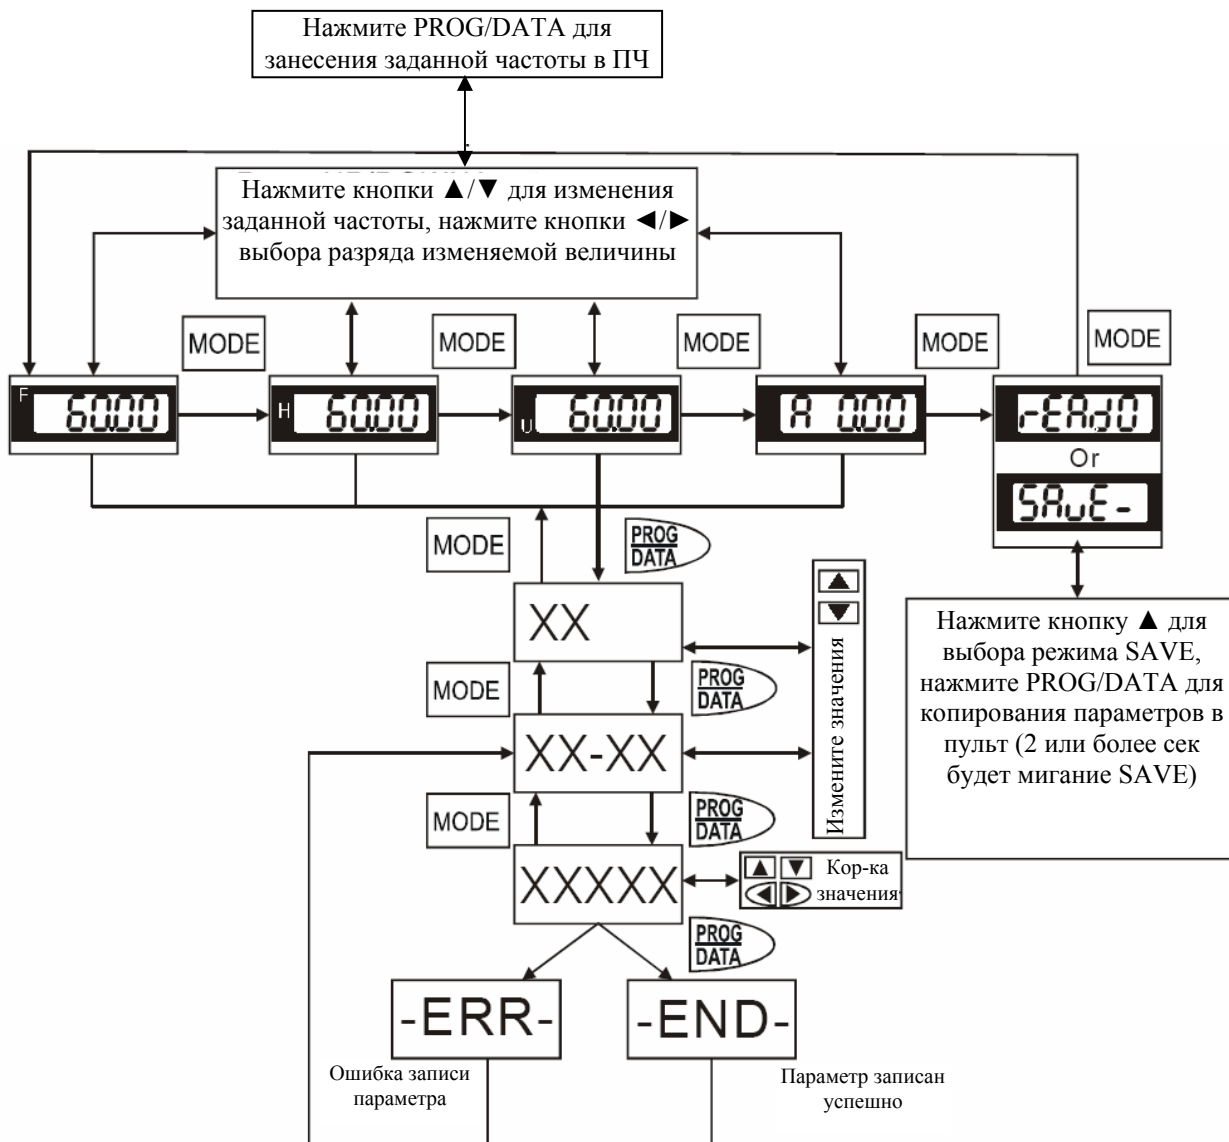 Нажмите PROG/DATA для
занесения заданной частоты в ПЧ
Нажмите кнопки ▲/▼ для изменения
заданной частоты, нажмите кнопки ◄/►
выбора разряда изменяемой величины
MODE
MODE
MODE
MODE
MODE
F 60.00
H 60.00
U 60.00
A 0.00
rEAd0
Or
SAvE-
MODE
PROG
DATA
XX
MODE
PROG
DATA
XX-XX
MODE
PROG
DATA
XXXXX
PROG
DATA
▲
▼
Измените значения
▲ ▼ Кор-ка
◄ ► значения
Нажмите кнопку ▲ для
выбора режима SAVE,
нажмите PROG/DATA для
копирования параметров в
пульт (2 или более сек
будет мигание SAVE)
-ERR-
-END-
Ошибка записи
параметра
Параметр записан
успешно